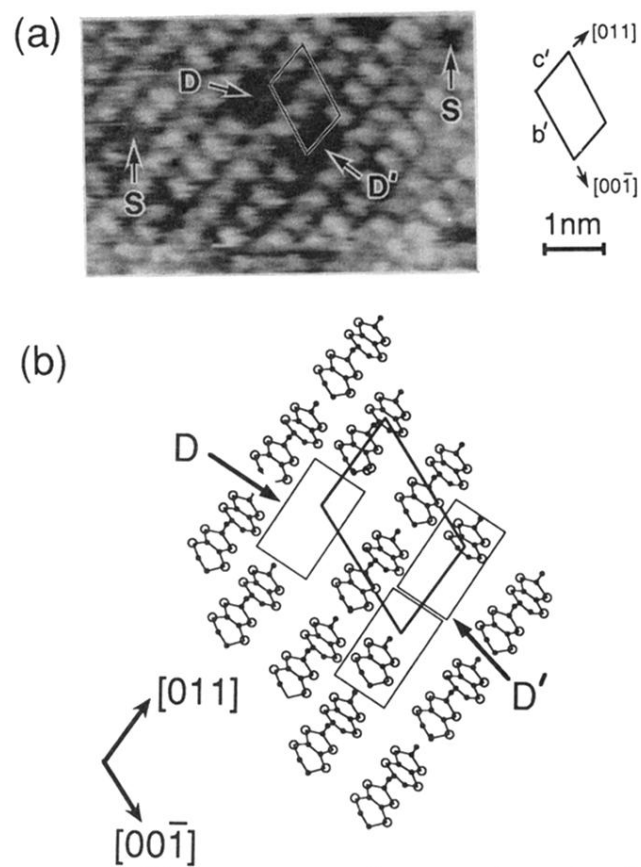 (a)
D
S
D′
S
c′
[011]
b′
[001̄]
1nm
(b)
D
D′
[011]
[001̄]